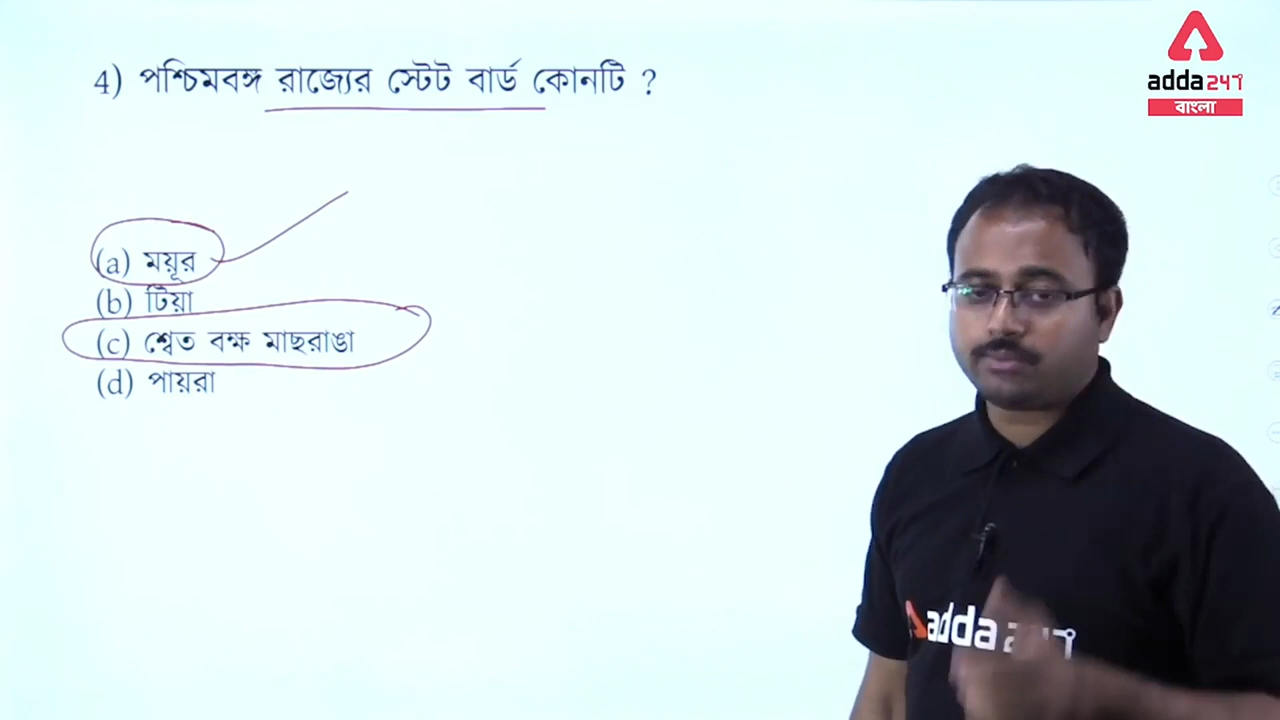 4) পশ্চিমবঙ্গ রাজ্যের স্টেট বার্ড কোনটি ?
adda247
বাংলা
(a) ময়ূর
(b) টিয়া
(c) শ্বেত বক্ষ মাছরাঙা
(d) পায়রা
adda